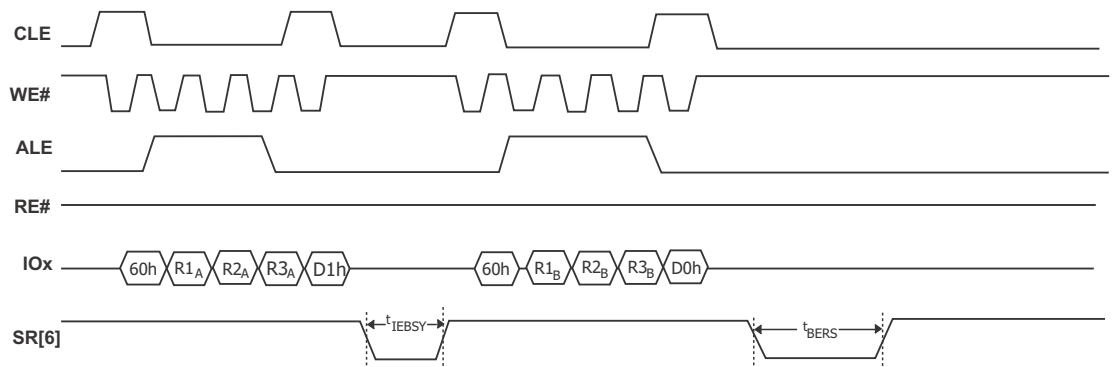 CLE
WE#
ALE
RE#
IOx 60h R1A R2A R3A D1h 60h R1B R2B R3B D0h
SR[6] tIEBSY tBERS